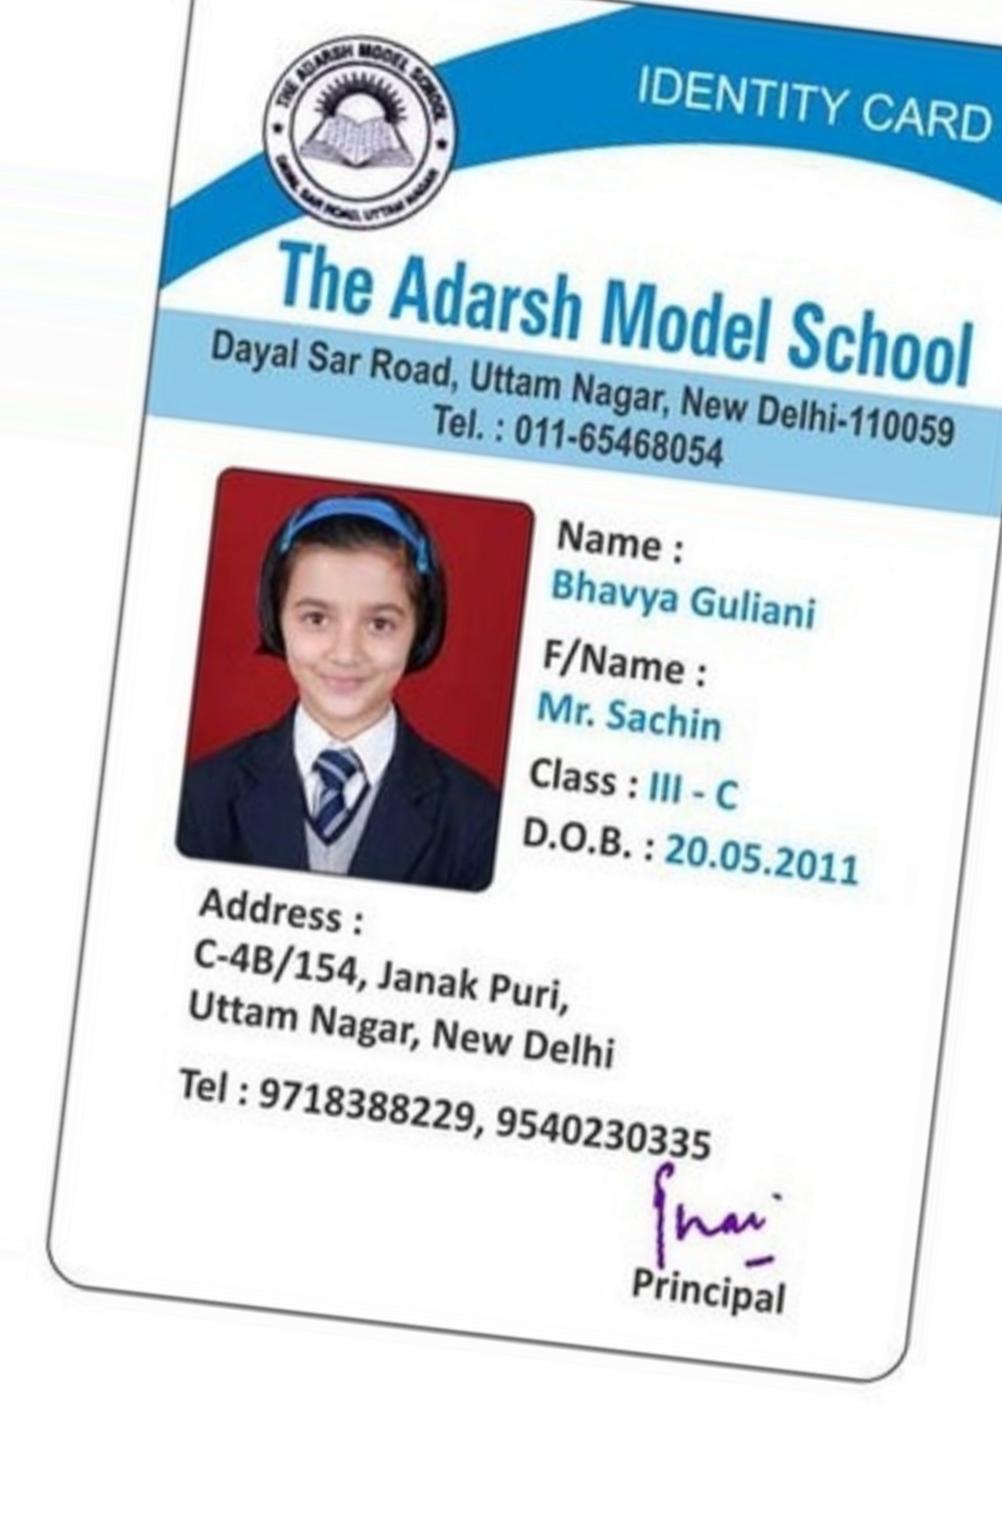 THE ADARSH MODEL SCHOOL
DAYAL SAR ROAD, UTTAM NAGAR
IDENTITY CARD
The Adarsh Model School
Dayal Sar Road, Uttam Nagar, New Delhi-110059
Tel. : 011-65468054
Name :
Bhavya Guliani
F/Name :
Mr. Sachin
Class : III - C
D.O.B. : 20.05.2011
Address :
C-4B/154, Janak Puri,
Uttam Nagar, New Delhi
Tel : 9718388229, 9540230335
Principal